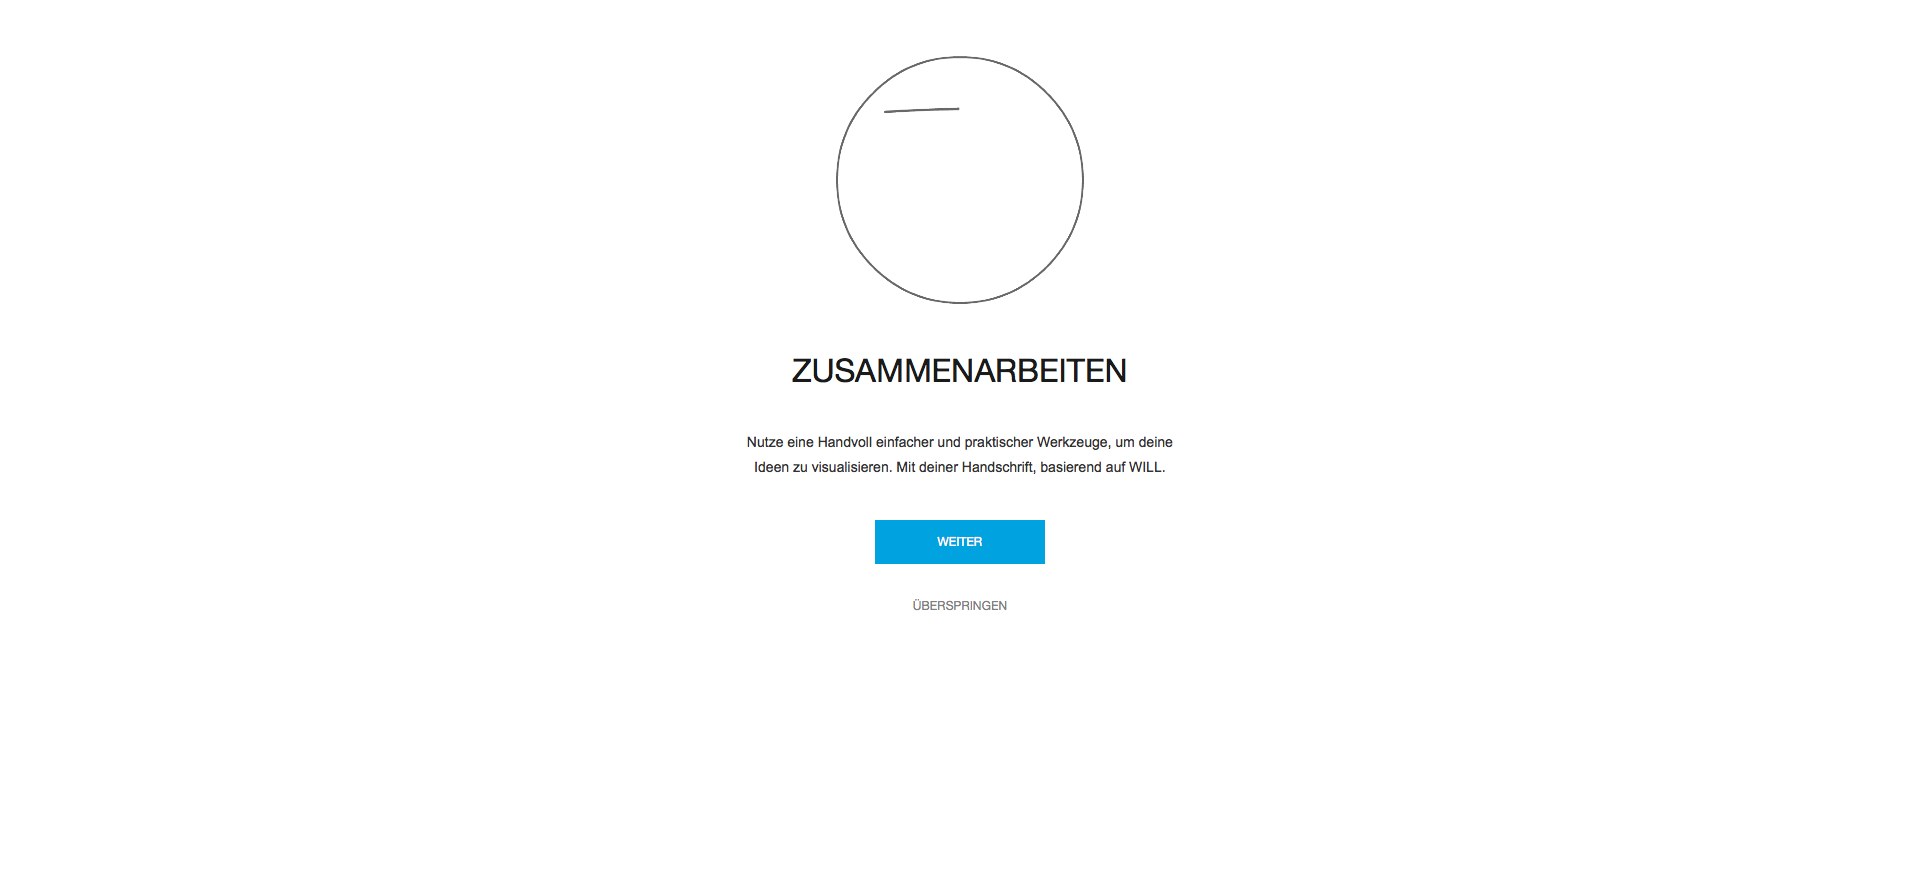 ZUSAMMENARBEITEN
Nutze eine Handvoll einfacher und praktischer Werkzeuge, um deine
Ideen zu visualisieren. Mit deiner Handschrift, basierend auf WILL.
WEITER
ÜBERSPRINGEN